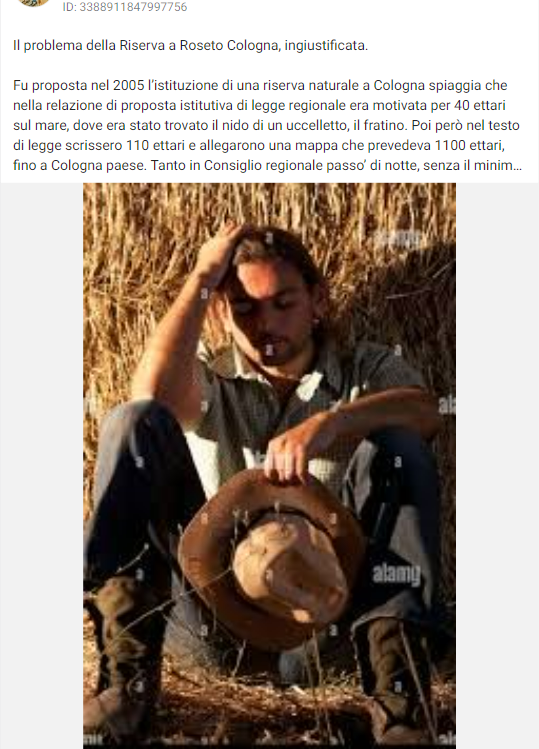 ID: 3388911847997756
Il problema della Riserva a Roseto Cologna, ingiustificata.
Fu proposta nel 2005 l'istituzione di una riserva naturale a Cologna spiaggia che
nella relazione di proposta istitutiva di legge regionale era motivata per 40 ettari
sul mare, dove era stato trovato il nido di un uccelletto, il fratino. Poi però nel testo
di legge scrissero 110 ettari e allegarono una mappa che prevedeva 1100 ettari,
fino a Cologna paese. Tanto in Consiglio regionale passo' di notte, senza il minim…
alamy
a
a
a
a
alamy
a
a
a
a